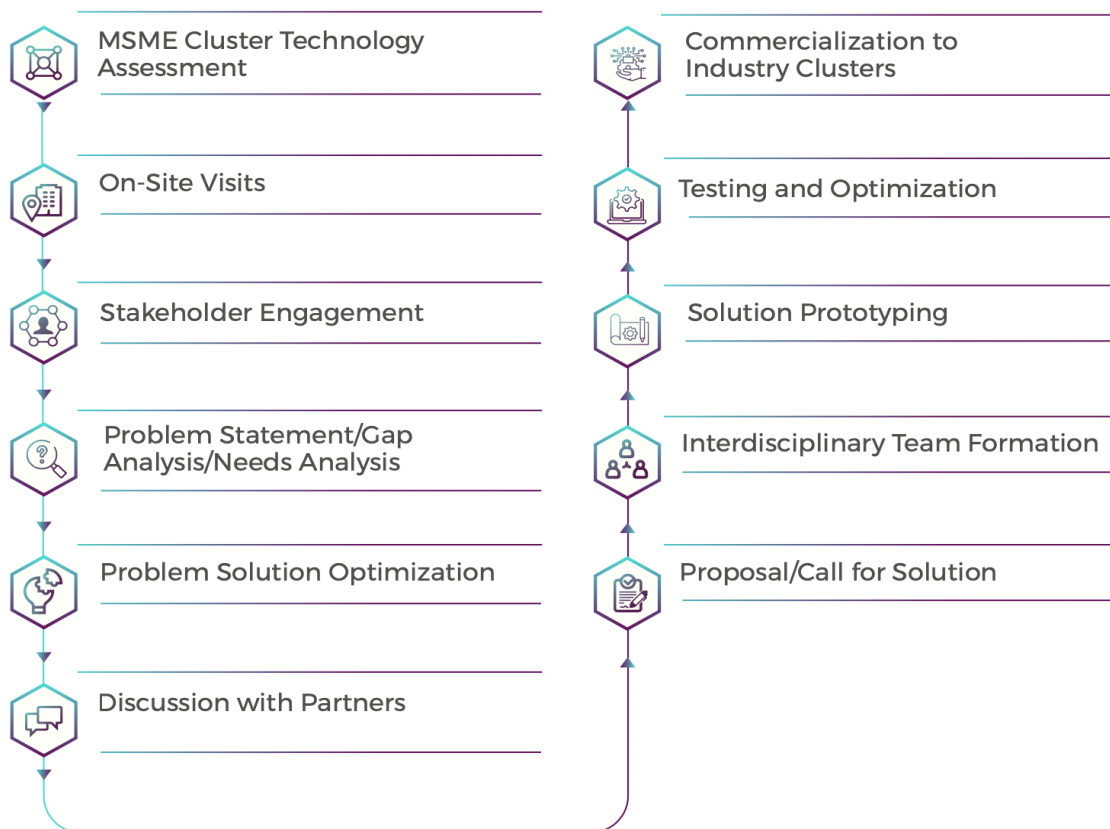 MSME Cluster Technology
Assessment
On-Site Visits
Stakeholder Engagement
Problem Statement/Gap
Analysis/Needs Analysis
Problem Solution Optimization
Discussion with Partners
Proposal/Call for Solution
Interdisciplinary Team Formation
Solution Prototyping
Testing and Optimization
Commercialization to
Industry Clusters